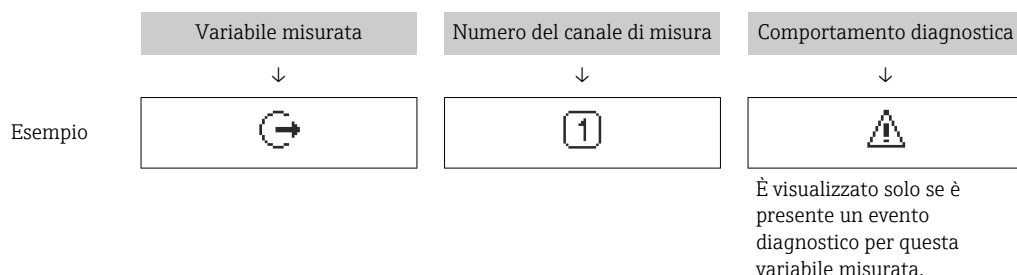 Variabile misurata
Numero del canale di misura
Comportamento diagnostica
↓
↓
↓
Esempio
1
È visualizzato solo se è
presente un evento
diagnostico per questa
variabile misurata.